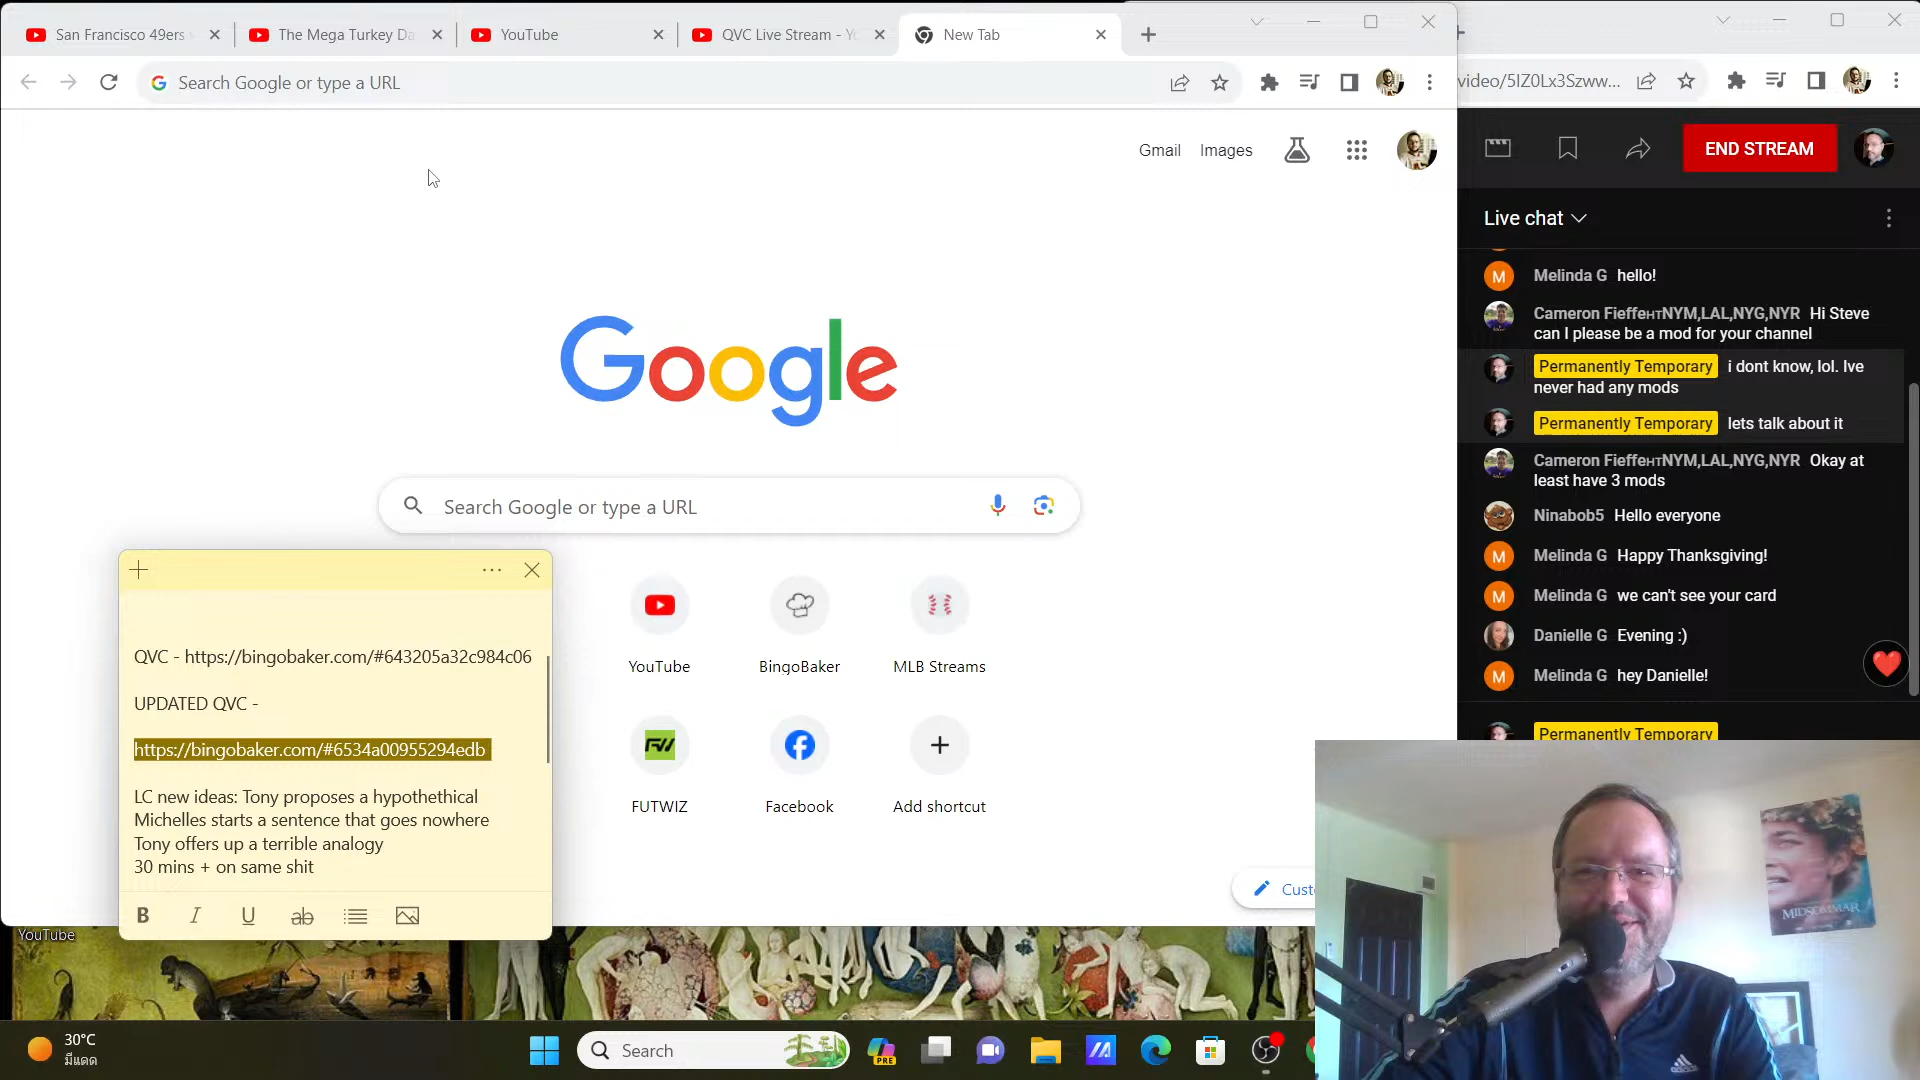 San Francisco 49ers
The Mega Turkey Da
YouTube
QVC Live Stream - Yo
New Tab
Search Google or type a URL
video/5IZ0Lx3Szww...
Gmail
Images
END STREAM
Live chat
Google
Search Google or type a URL
YouTube
BingoBaker
MLB Streams
FUTWIZ
Facebook
Add shortcut
Cust
Melinda G hello!
Cameron FieffeнтNYM,LAL,NYG,NYR Hi Steve
can I please be a mod for your channel
Permanently Temporary i dont know, lol. Ive
never had any mods
Permanently Temporary lets talk about it
Cameron FieffeнтNYM,LAL,NYG,NYR Okay at
least have 3 mods
Ninabob5 Hello everyone
Melinda G Happy Thanksgiving!
Melinda G we can't see your card
Danielle G Evening :)
Melinda G hey Danielle!
Permanently Temporary
QVC - https://bingobaker.com/#643205a32c984c06
UPDATED QVC -
https://bingobaker.com/#6534a00955294edb
LC new ideas: Tony proposes a hypothethical
Michelles starts a sentence that goes nowhere
Tony offers up a terrible analogy
30 mins + on same shit
B I U ab
YouTube
MIDSOMMAR
30°C
มีแดด
Search
PRE